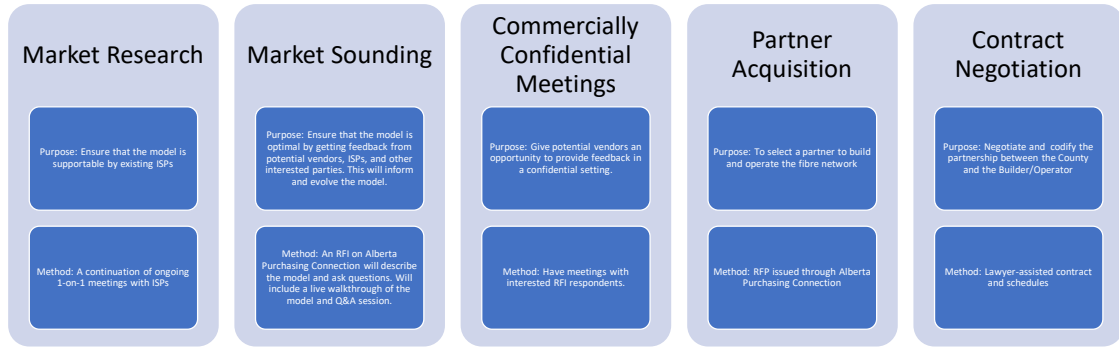 Market Research
Purpose: Ensure that the model is
supportable by existing ISPs
Method: A continuation of ongoing
1-on-1 meetings with ISPs
Market Sounding
Purpose: Ensure that the model is
optimal by getting feedback from
potential vendors, ISPs, and other
interested parties. This will inform
and evolve the model.
Method: An RFI on Alberta
Purchasing Connection will describe
the model and ask questions. Will
include a live walkthrough of the
model and Q&A session.
Commercially
Confidential
Meetings
Purpose: Give potential vendors an
opportunity to provide feedback in
a confidential setting.
Method: Have meetings with
interested RFI respondents.
Partner
Acquisition
Purpose: To select a partner to build
and operate the fibre network
Method: RFP issued through Alberta
Purchasing Connection
Contract
Negotiation
Purpose: Negotiate and codify the
partnership between the County
and the Builder/Operator
Method: Lawyer-assisted contract
and schedules